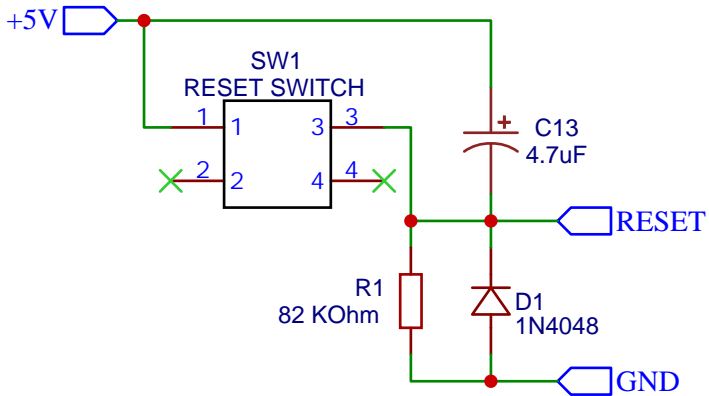 +5V
SW1
RESET SWITCH
1
1
3
3
2
2
4
4
+
C13
4.7uF
RESET
R1
82 KOhm
D1
1N4048
GND